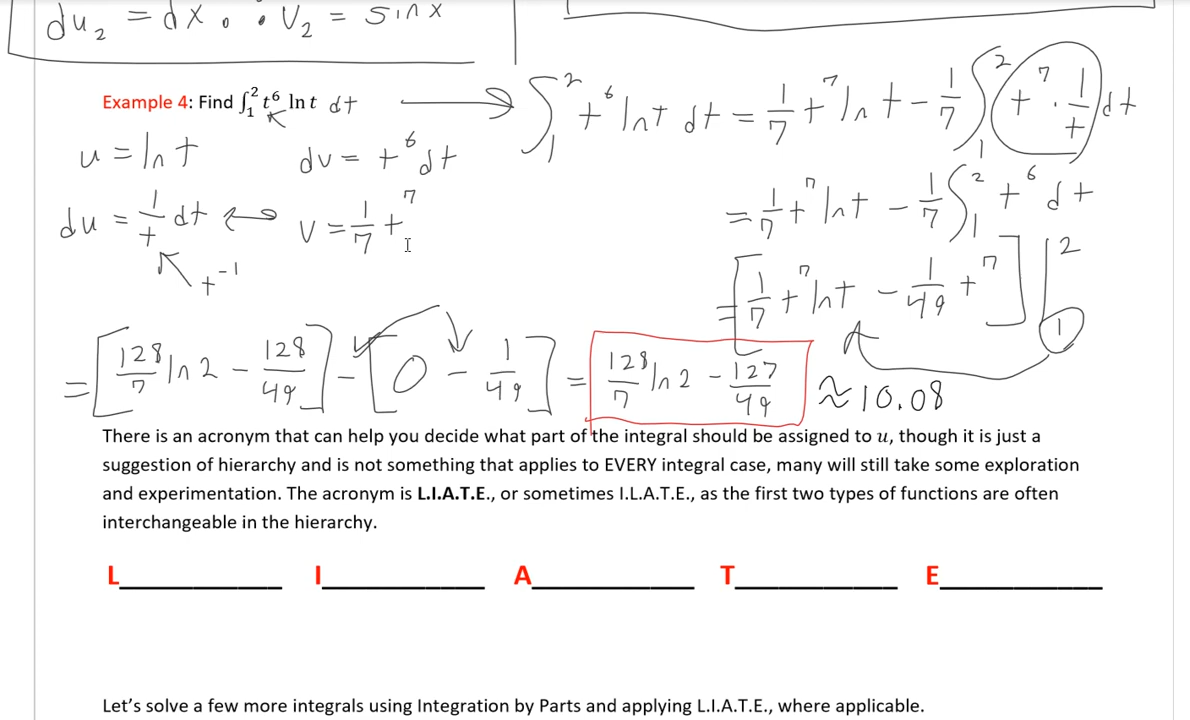 du₂ = dx . . V₂ = sin x
Example 4: Find ∫₁² t⁶ ln t dt ⟶ ∫₁² t⁶ ln t dt = 1/7 t⁷ ln t − 1/7 ∫₁² (t⁷ · 1/t) dt
u = ln t dv = t⁶ dt
= 1/7 t⁷ ln t − 1/7 ∫₁² t⁶ dt
du = 1/t dt ↔ v = 1/7 t⁷
t⁻¹
= [1/7 t⁷ ln t − 1/49 t⁷] |₁²
= [128/7 ln 2 − 128/49] − [0 − 1/49] = 128/7 ln 2 − 127/49 ≈ 10.08
There is an acronym that can help you decide what part of the integral should be assigned to u, though it is just a
suggestion of hierarchy and is not something that applies to EVERY integral case, many will still take some exploration
and experimentation. The acronym is L.I.A.T.E., or sometimes I.L.A.T.E., as the first two types of functions are often
interchangeable in the hierarchy.
L____________ I____________ A____________ T____________ E____________
Let's solve a few more integrals using Integration by Parts and applying L.I.A.T.E., where applicable.